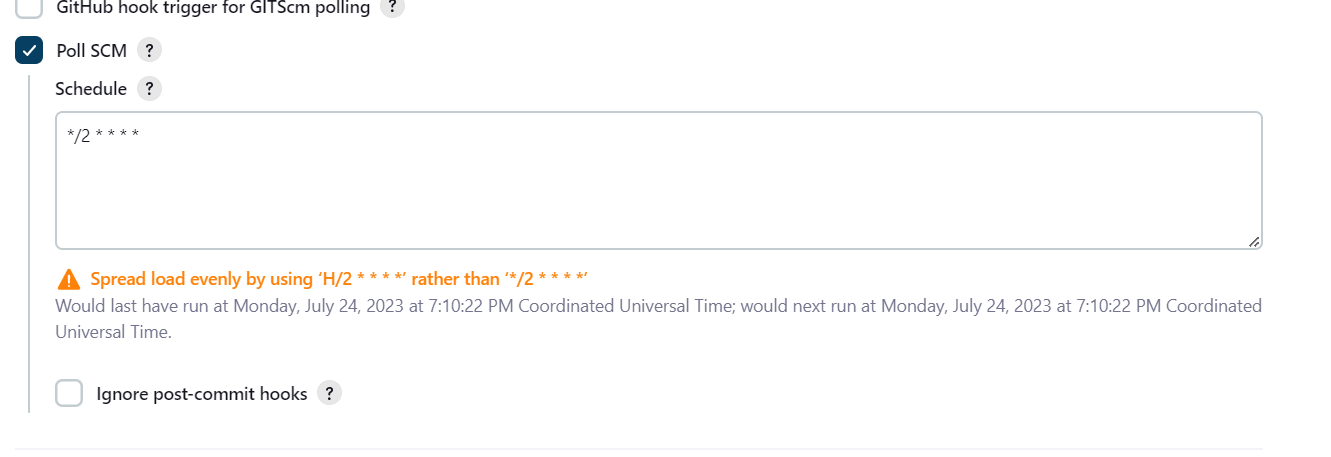 GitHub hook trigger for GITScm polling ?
Poll SCM ?
Schedule ?
*/2 * * * *
Spread load evenly by using ‘H/2 * * * *’ rather than ‘*/2 * * * *’
Would last have run at Monday, July 24, 2023 at 7:10:22 PM Coordinated Universal Time; would next run at Monday, July 24, 2023 at 7:10:22 PM Coordinated
Universal Time.
Ignore post-commit hooks ?